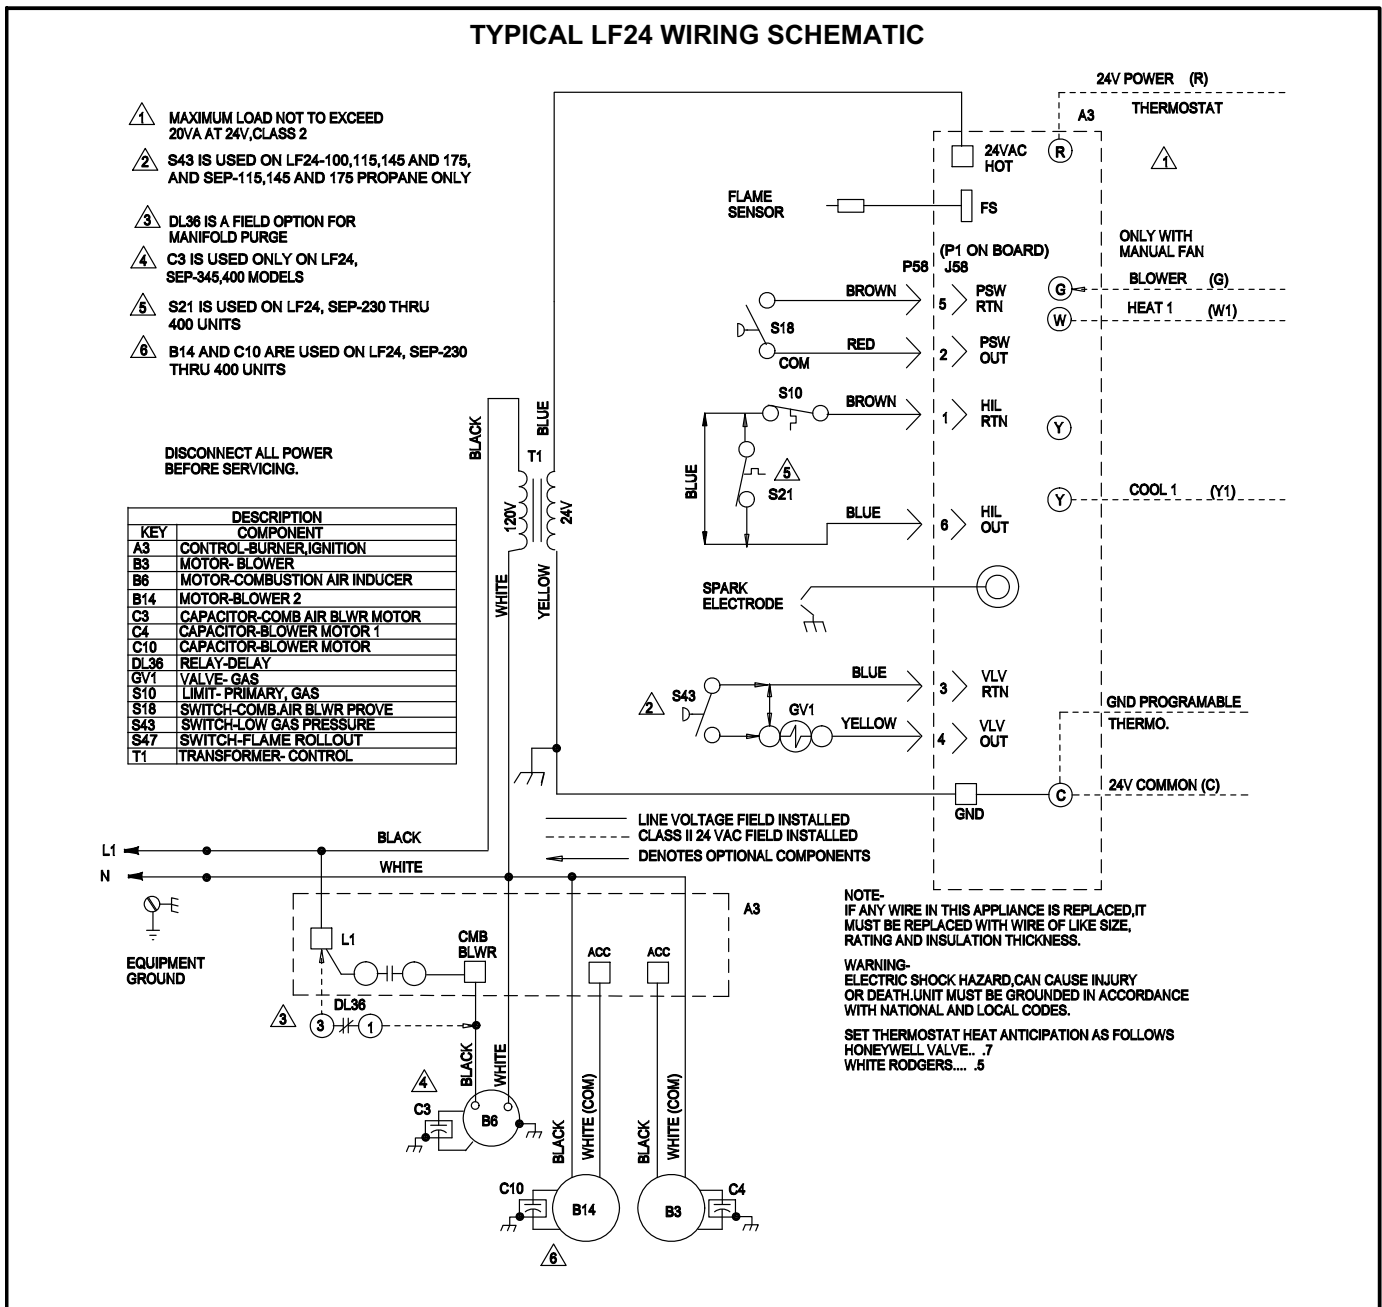 TYPICAL LF24 WIRING SCHEMATIC
1 MAXIMUM LOAD NOT TO EXCEED
20VA AT 24V,CLASS 2
2 S43 IS USED ON LF24-100,115,145 AND 175,
AND SEP-115,145 AND 175 PROPANE ONLY
3 DL36 IS A FIELD OPTION FOR
MANIFOLD PURGE
4 C3 IS USED ONLY ON LF24,
SEP-345,400 MODELS
5 S21 IS USED ON LF24, SEP-230 THRU
400 UNITS
6 B14 AND C10 ARE USED ON LF24, SEP-230
THRU 400 UNITS
DISCONNECT ALL POWER
BEFORE SERVICING.
DESCRIPTION
KEY COMPONENT
A3 CONTROL-BURNER,IGNITION
B3 MOTOR- BLOWER
B6 MOTOR-COMBUSTION AIR INDUCER
B14 MOTOR-BLOWER 2
C3 CAPACITOR-COMB AIR BLWR MOTOR
C4 CAPACITOR-BLOWER MOTOR 1
C10 CAPACITOR-BLOWER MOTOR
DL36 RELAY-DELAY
GV1 VALVE- GAS
S10 LIMIT- PRIMARY, GAS
S18 SWITCH-COMB.AIR BLWR PROVE
S43 SWITCH-LOW GAS PRESSURE
S47 SWITCH-FLAME ROLLOUT
T1 TRANSFORMER- CONTROL
24V POWER (R)
THERMOSTAT
A3
1
24VAC
HOT
R
FLAME
SENSOR
FS
ONLY WITH
MANUAL FAN
(P1 ON BOARD)
P58 J58
BLOWER (G)
G
HEAT 1 (W1)
W
BROWN
5
PSW
RTN
S18
RED
2
PSW
OUT
COM
S10
BROWN
1
HIL
RTN
Y
BLUE
5
S21
BLUE
6
HIL
OUT
Y
COOL 1 (Y1)
BLACK
BLUE
T1
120V
24V
WHITE
YELLOW
SPARK
ELECTRODE
2
S43
BLUE
3
VLV
RTN
GV1
YELLOW
4
VLV
OUT
GND PROGRAMABLE
THERMO.
C
24V COMMON (C)
GND
LINE VOLTAGE FIELD INSTALLED
CLASS II 24 VAC FIELD INSTALLED
DENOTES OPTIONAL COMPONENTS
L1
BLACK
N
WHITE
EQUIPMENT
GROUND
A3
L1
CMB
BLWR
ACC
ACC
3
DL36
3
1
BLACK
WHITE
4
C3
B6
BLACK
WHITE (COM)
BLACK
WHITE (COM)
C10
B14
B3
C4
6
NOTE-
IF ANY WIRE IN THIS APPLIANCE IS REPLACED,IT
MUST BE REPLACED WITH WIRE OF LIKE SIZE,
RATING AND INSULATION THICKNESS.
WARNING-
ELECTRIC SHOCK HAZARD,CAN CAUSE INJURY
OR DEATH.UNIT MUST BE GROUNDED IN ACCORDANCE
WITH NATIONAL AND LOCAL CODES.
SET THERMOSTAT HEAT ANTICIPATION AS FOLLOWS
HONEYWELL VALVE.. .7
WHITE RODGERS.... .5